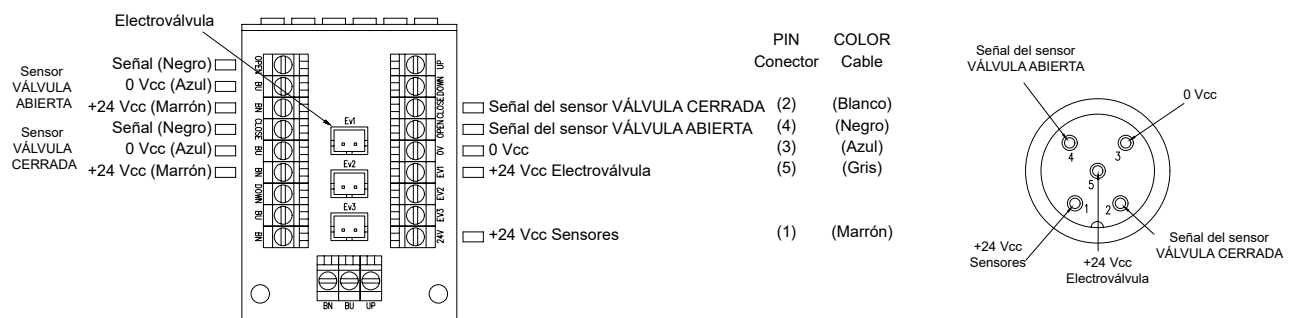 Electroválvula
Sensor
VÁLVULA
ABIERTA
Señal (Negro)
0 Vcc (Azul)
+24 Vcc (Marrón)
Sensor
VÁLVULA
CERRADA
Señal (Negro)
0 Vcc (Azul)
+24 Vcc (Marrón)
OPEN
BU
BN
CLOSE
BU
BN
DOWN
BU
BN
Ev1
Ev2
Ev3
UP
DOWN
CLOSE
OPEN
0V
EV1
EV2
EV3
24V
BN BU UP
PIN COLOR
Conector Cable
Señal del sensor VÁLVULA CERRADA (2) (Blanco)
Señal del sensor VÁLVULA ABIERTA (4) (Negro)
0 Vcc (3) (Azul)
+24 Vcc Electroválvula (5) (Gris)
+24 Vcc Sensores (1) (Marrón)
Señal del sensor
VÁLVULA ABIERTA
0 Vcc
4 3
5
1 2
+24 Vcc
Sensores
+24 Vcc
Electroválvula
Señal del sensor
VÁLVULA CERRADA